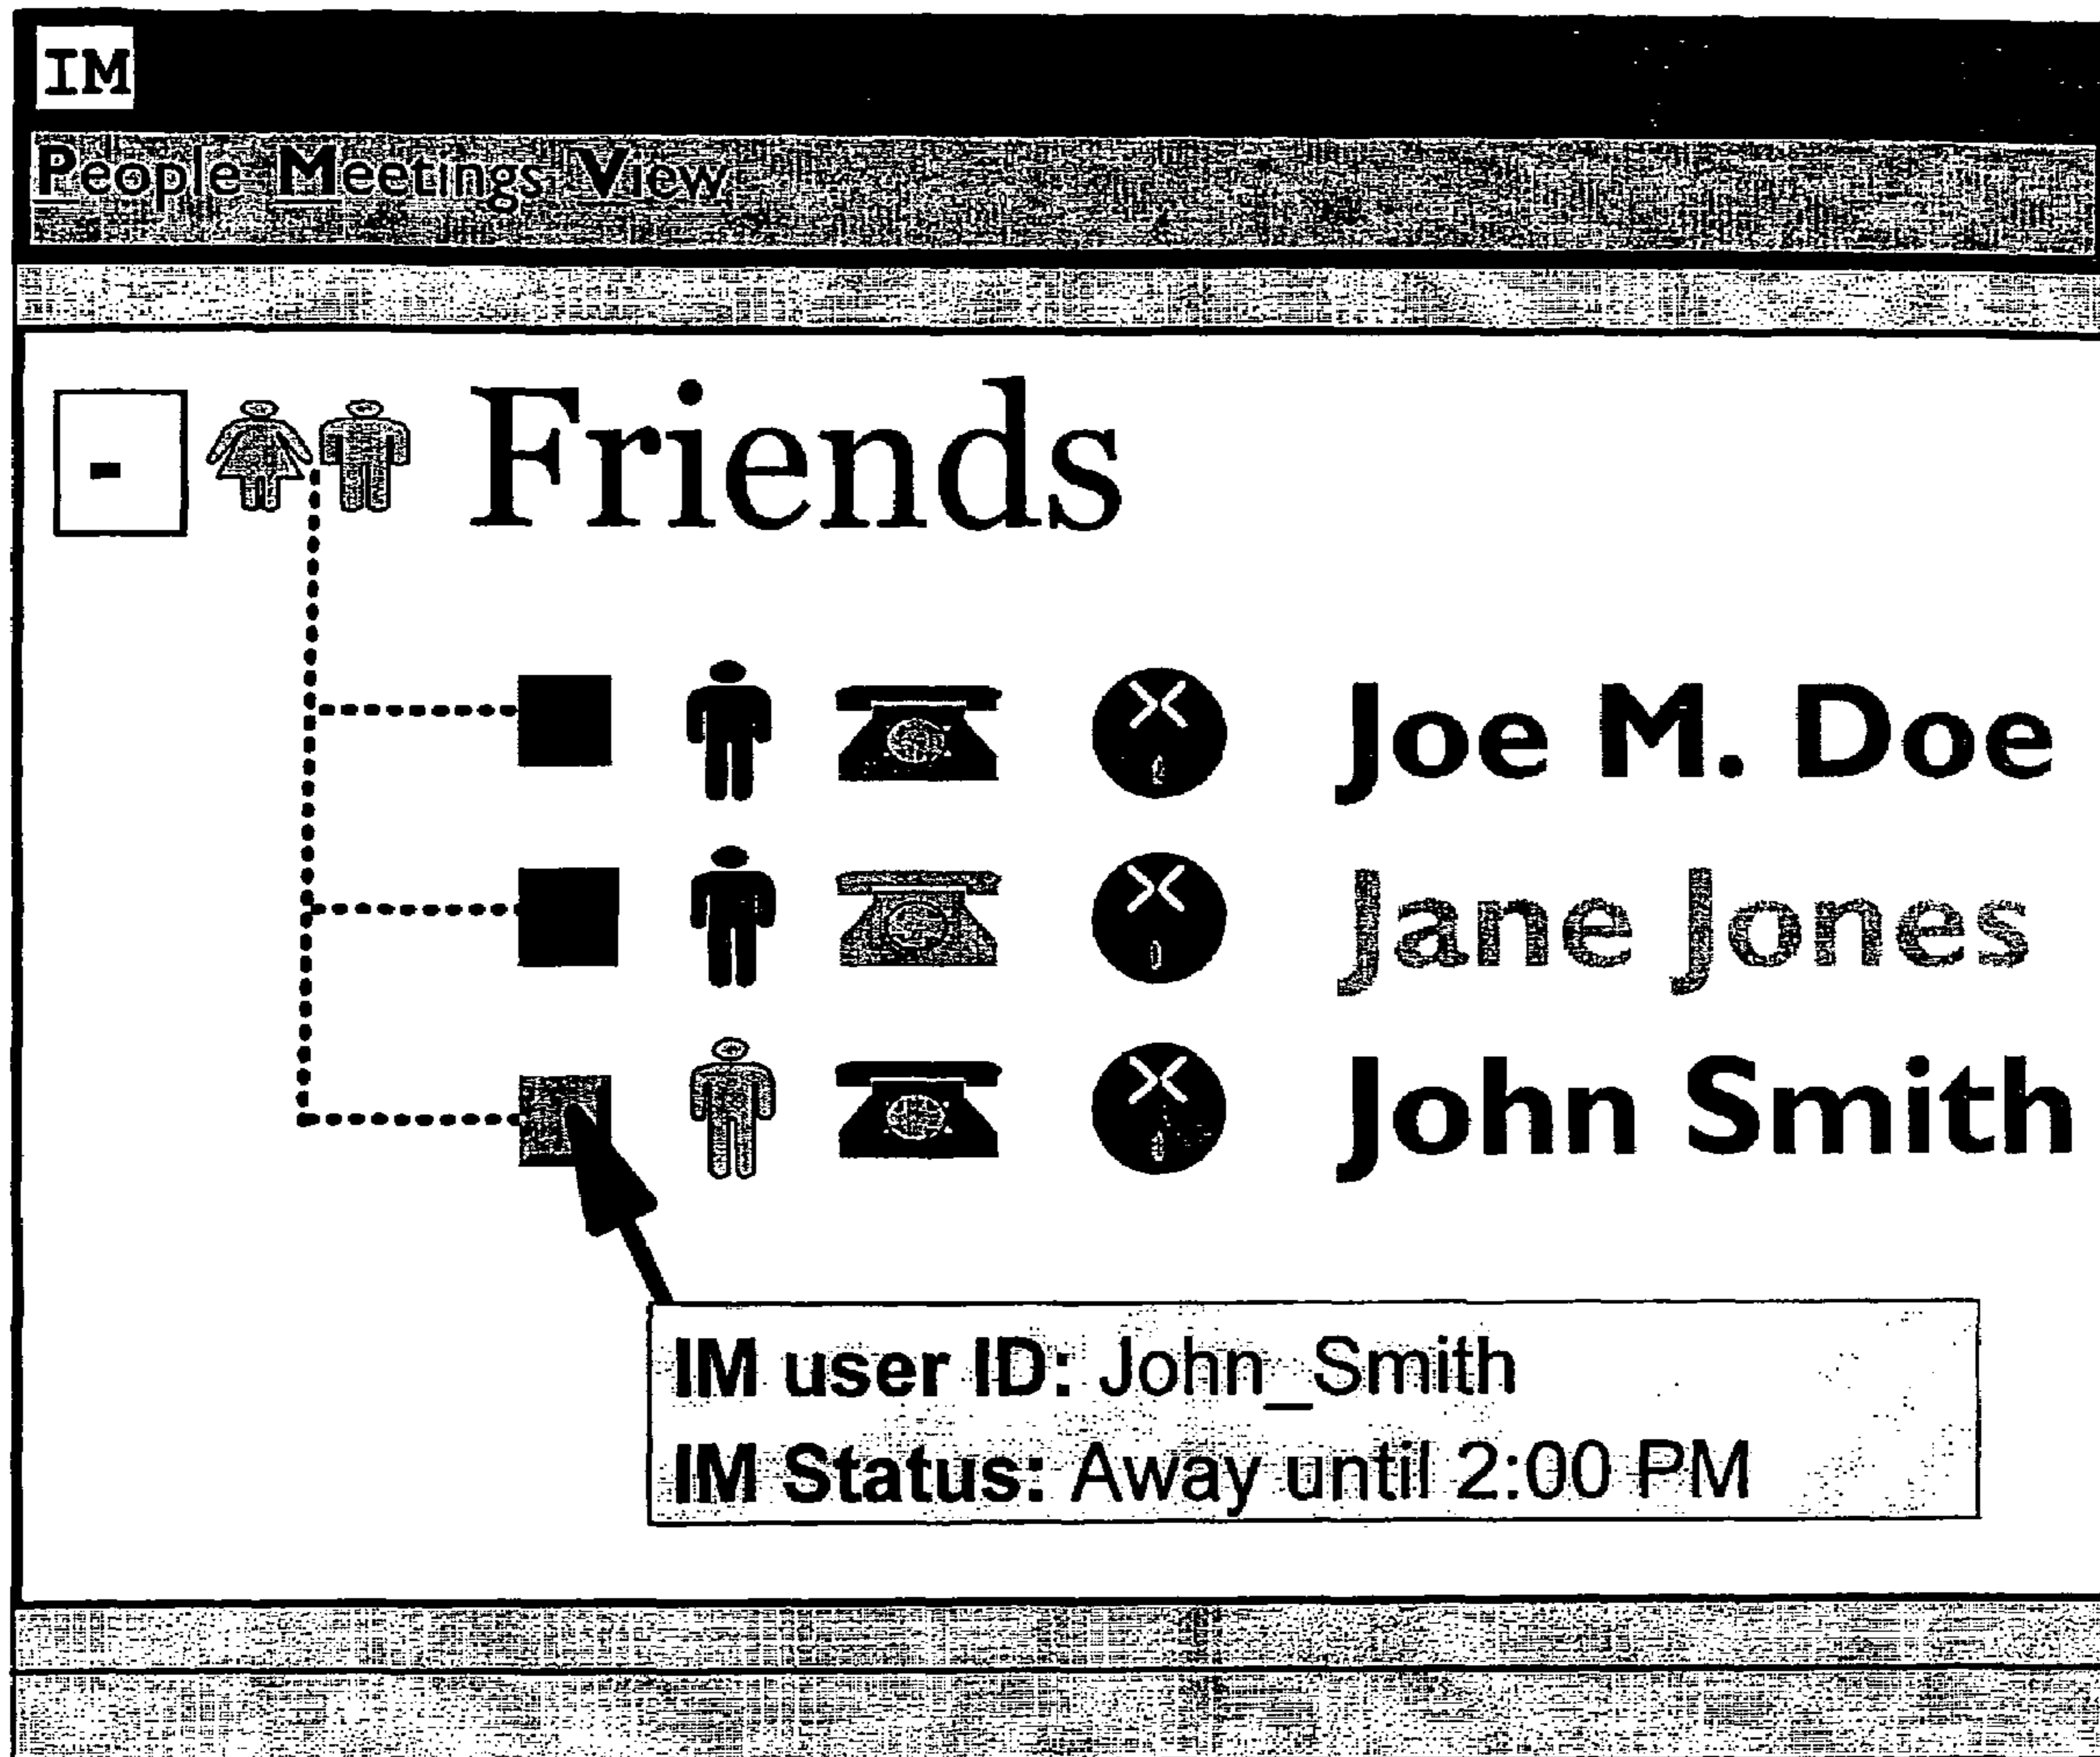 IM
People Meetings View
- Friends
Joe M. Doe
Jane Jones
John Smith
IM user ID: John_Smith
IM Status: Away until 2:00 PM